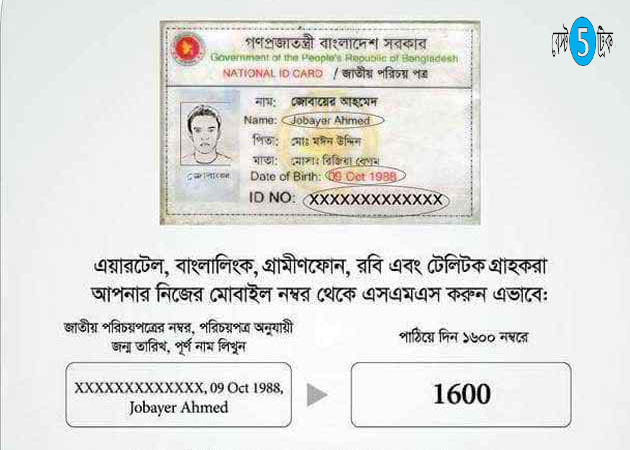 বেস্ট 5 ট্রিক
গণপ্রজাতন্ত্রী বাংলাদেশ সরকার
Government of the People's Republic of Bangladesh
NATIONAL ID CARD / জাতীয় পরিচয় পত্র
নাম: জোবায়ের আহমেদ
Name: Jobayer Ahmed
পিতা: মোঃ মঈন উদ্দিন
মাতা: মোসাঃ রিজিয়া বেগম
জোবায়ের
Date of Birth: 09 Oct 1988
ID NO: XXXXXXXXXXXXX
এয়ারটেল, বাংলালিংক, গ্রামীণফোন, রবি এবং টেলিটক গ্রাহকরা
আপনার নিজের মোবাইল নম্বর থেকে এসএমএস করুন এভাবে:
জাতীয় পরিচয়পত্রের নম্বর, পরিচয়পত্র অনুযায়ী
জন্ম তারিখ, পূর্ণ নাম লিখুন
XXXXXXXXXXXXX, 09 Oct 1988,
Jobayer Ahmed
পাঠিয়ে দিন ১৬০০ নম্বরে
1600